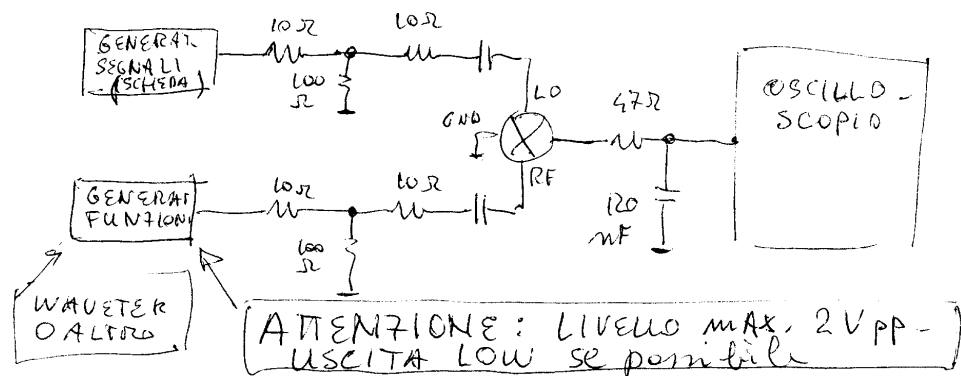 GENERAT.
SEGNALI
(SCHEDA)
10Ω
10Ω
100
Ω
LO
GND
RF
47Ω
OSCILLO-
SCOPIO
120
nF
GENERAT
FUNZION.
10Ω
10Ω
100
Ω
WAVETEK
O ALTRO
ATTENZIONE: LIVELLO MAX. 2Vpp-
USCITA LOW se possibile